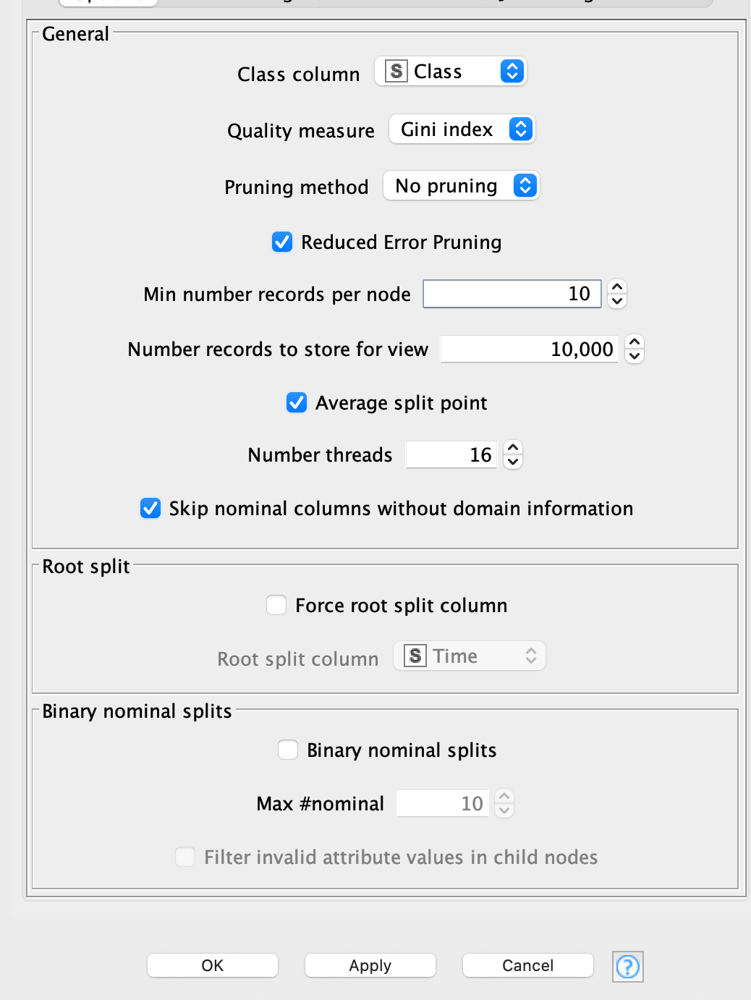 General
Class column S Class
Quality measure Gini index
Pruning method No pruning
Reduced Error Pruning
Min number records per node 10
Number records to store for view 10,000
Average split point
Number threads 16
Skip nominal columns without domain information
Root split
Force root split column
Root split column S Time
Binary nominal splits
Binary nominal splits
Max #nominal 10
Filter invalid attribute values in child nodes
OK Apply Cancel ?